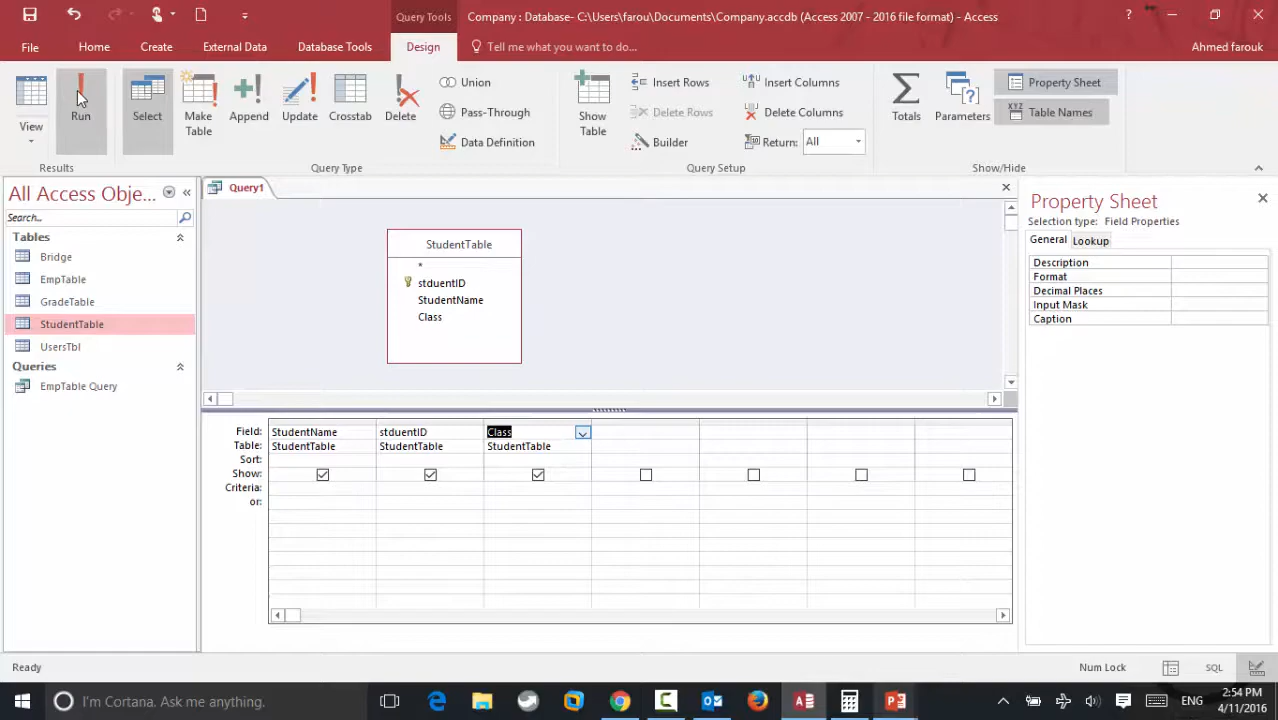 Query Tools
Company : Database- C:\Users\farou\Documents\Company.accdb (Access 2007 - 2016 file format) - Access
?
File
Home
Create
External Data
Database Tools
Design
Tell me what you want to do...
Ahmed farouk
View
Run
Select
Make Table
Append
Update
Crosstab
Delete
Union
Pass-Through
Data Definition
Show Table
Insert Rows
Delete Rows
Builder
Insert Columns
Delete Columns
Return: All
Totals
Parameters
Property Sheet
XYZ Table Names
Results
Query Type
Query Setup
Show/Hide
All Access Obje...
Search...
Tables
Bridge
EmpTable
GradeTable
StudentTable
UsersTbl
Queries
EmpTable Query
Query1
StudentTable
*
stduentID
StudentName
Class
Property Sheet
Selection type: Field Properties
General Lookup
Description
Format
Decimal Places
Input Mask
Caption
Field: StudentName stduentID Class
Table: StudentTable StudentTable StudentTable
Sort:
Show:
Criteria:
or:
Ready
Num Lock
SQL
I'm Cortana. Ask me anything.
ENG
2:54 PM
4/11/2016